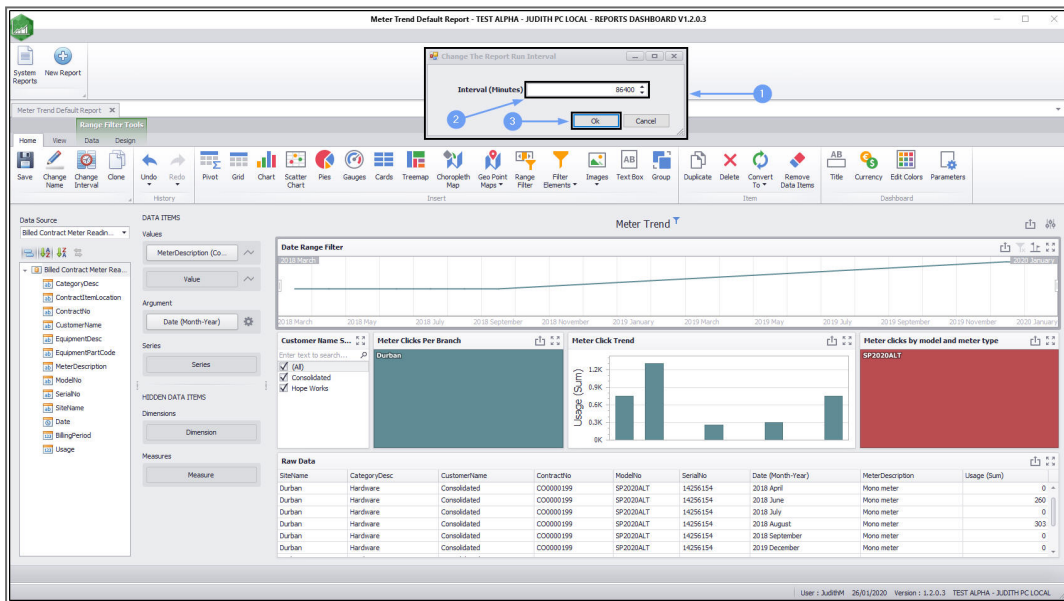 Meter Trend Default Report - TEST ALPHA - JUDITH PC LOCAL - REPORTS DASHBOARD V1.2.0.3
System Reports
New Report
Change The Report Run Interval
Interval (Minutes) 86400
1
2
3
Ok Cancel
Meter Trend Default Report
Range Filter Tools
Home View Data Design
Save
Change Name
Change Interval
Clone
Undo
Redo
Pivot
Grid
Chart
Scatter Chart
Pies
Gauges
Cards
Treemap
Choropleth Map
Geo Point Maps
Range Filter
Filter Elements
Images
AB
Text Box
Group
Duplicate
Delete
Convert To
Remove Data Items
AB
Title
Currency
Edit Colors
Parameters
History Insert Item Dashboard
Data Source
Billed Contract Meter Readin...
Billed Contract Meter Rea...
CategoryDesc
ContractItemLocation
ContractNo
CustomerName
EquipmentDesc
EquipmentPartCode
MeterDescription
ModelNo
SerialNo
SiteName
Date
BillingPeriod
Usage
DATA ITEMS
Values
MeterDescription (Co...
Value
Argument
Date (Month-Year)
Series
Series
HIDDEN DATA ITEMS
Dimensions
Dimension
Measures
Measure
Meter Trend
Date Range Filter
2018 March 2020 January
2018 March 2018 May 2018 July 2018 September 2018 November 2019 January 2019 March 2019 May 2019 July 2019 September 2019 November 2020 January
Customer Name S...
Enter text to search...
(All)
Consolidated
Hope Works
Meter Clicks Per Branch
Durban
Meter Click Trend
Usage (Sum)
1.2K
0.9K
0.6K
0.3K
0K
Meter clicks by model and meter type
SP2020ALT
Raw Data
SiteName CategoryDesc CustomerName ContractNo ModelNo SerialNo Date (Month-Year) MeterDescription Usage (Sum)
Durban Hardware Consolidated CO0000199 SP2020ALT 14256154 2018 April Mono meter 0
Durban Hardware Consolidated CO0000199 SP2020ALT 14256154 2018 June Mono meter 260
Durban Hardware Consolidated CO0000199 SP2020ALT 14256154 2018 July Mono meter 0
Durban Hardware Consolidated CO0000199 SP2020ALT 14256154 2018 August Mono meter 303
Durban Hardware Consolidated CO0000199 SP2020ALT 14256154 2018 September Mono meter 0
Durban Hardware Consolidated CO0000199 SP2020ALT 14256154 2019 December Mono meter 0
User : JudithM 26/01/2020 Version : 1.2.0.3 TEST ALPHA - JUDITH PC LOCAL